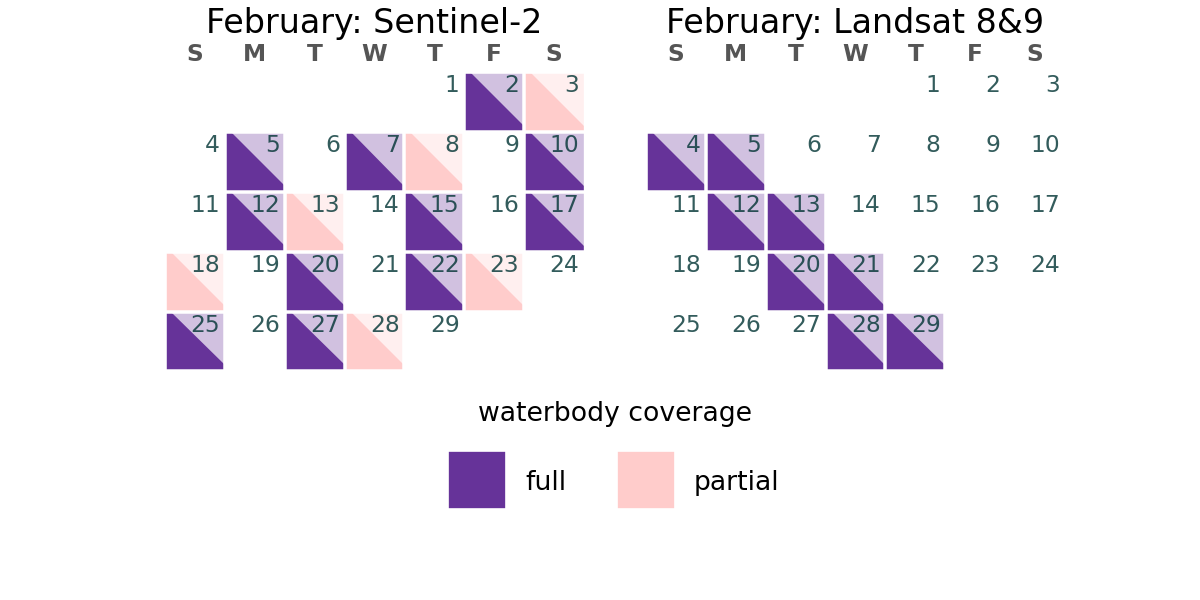 February: Sentinel-2
S M T W T F S
1 2 3
4 5 6 7 8 9 10
11 12 13 14 15 16 17
18 19 20 21 22 23 24
25 26 27 28 29
February: Landsat 8&9
S M T W T F S
1 2 3
4 5 6 7 8 9 10
11 12 13 14 15 16 17
18 19 20 21 22 23 24
25 26 27 28 29
waterbody coverage
full partial